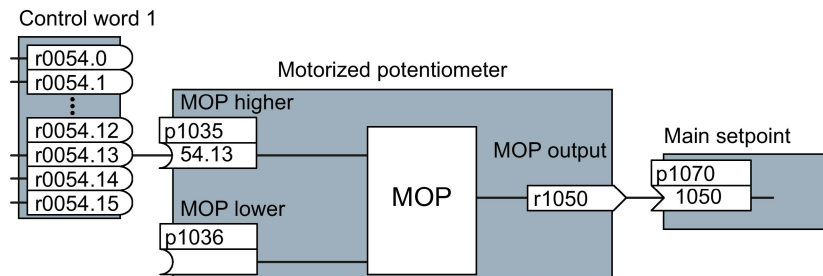 Control word 1
r0054.0
r0054.1
r0054.12
r0054.13
r0054.14
r0054.15
Motorized potentiometer
MOP higher
p1035
54.13
MOP lower
p1036
MOP
MOP output
r1050
Main setpoint
p1070
1050